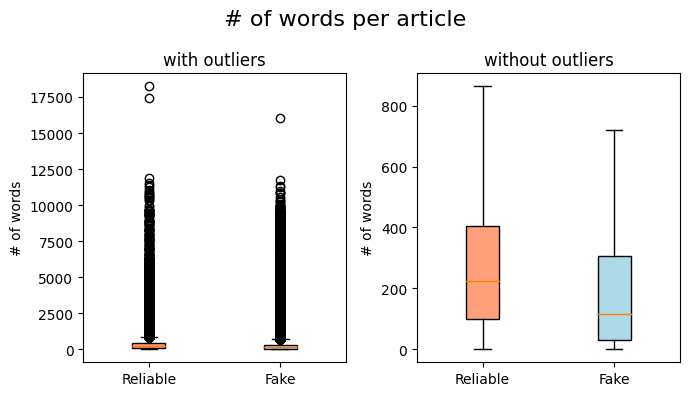 # of words per article
with outliers
# of words
17500
15000
12500
10000
7500
5000
2500
0
Reliable
Fake
without outliers
# of words
800
600
400
200
0
Reliable
Fake